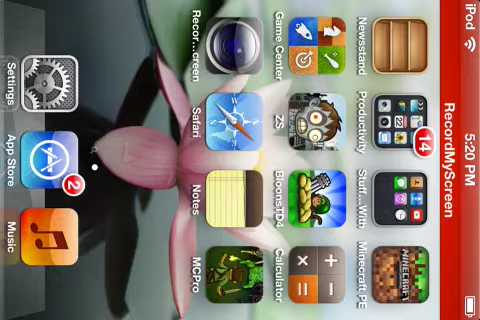 iPod 5:20 PM
RecordMyScreen
14
MINECRAFT
Newsstand Productivity Stuff...With Minecraft PE
Game Center ZS BloonsTD4 Calculator
Recor...creen Safari Notes MCPro
2
Settings App Store Music